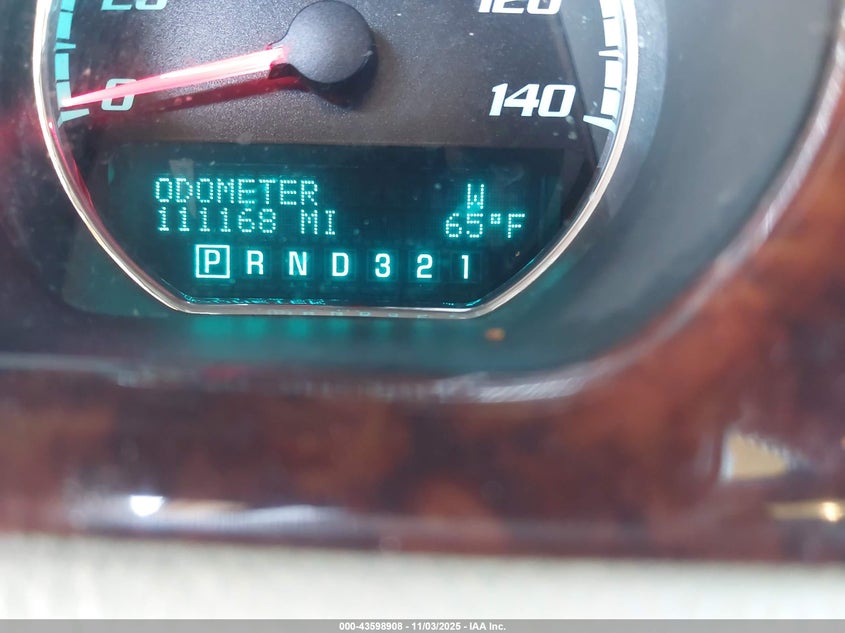 20
120
0
140
ODOMETER W
111168 MI 65°F
P R N D 3 2 1
000-43598908 - 11/03/2025 - IAA Inc.